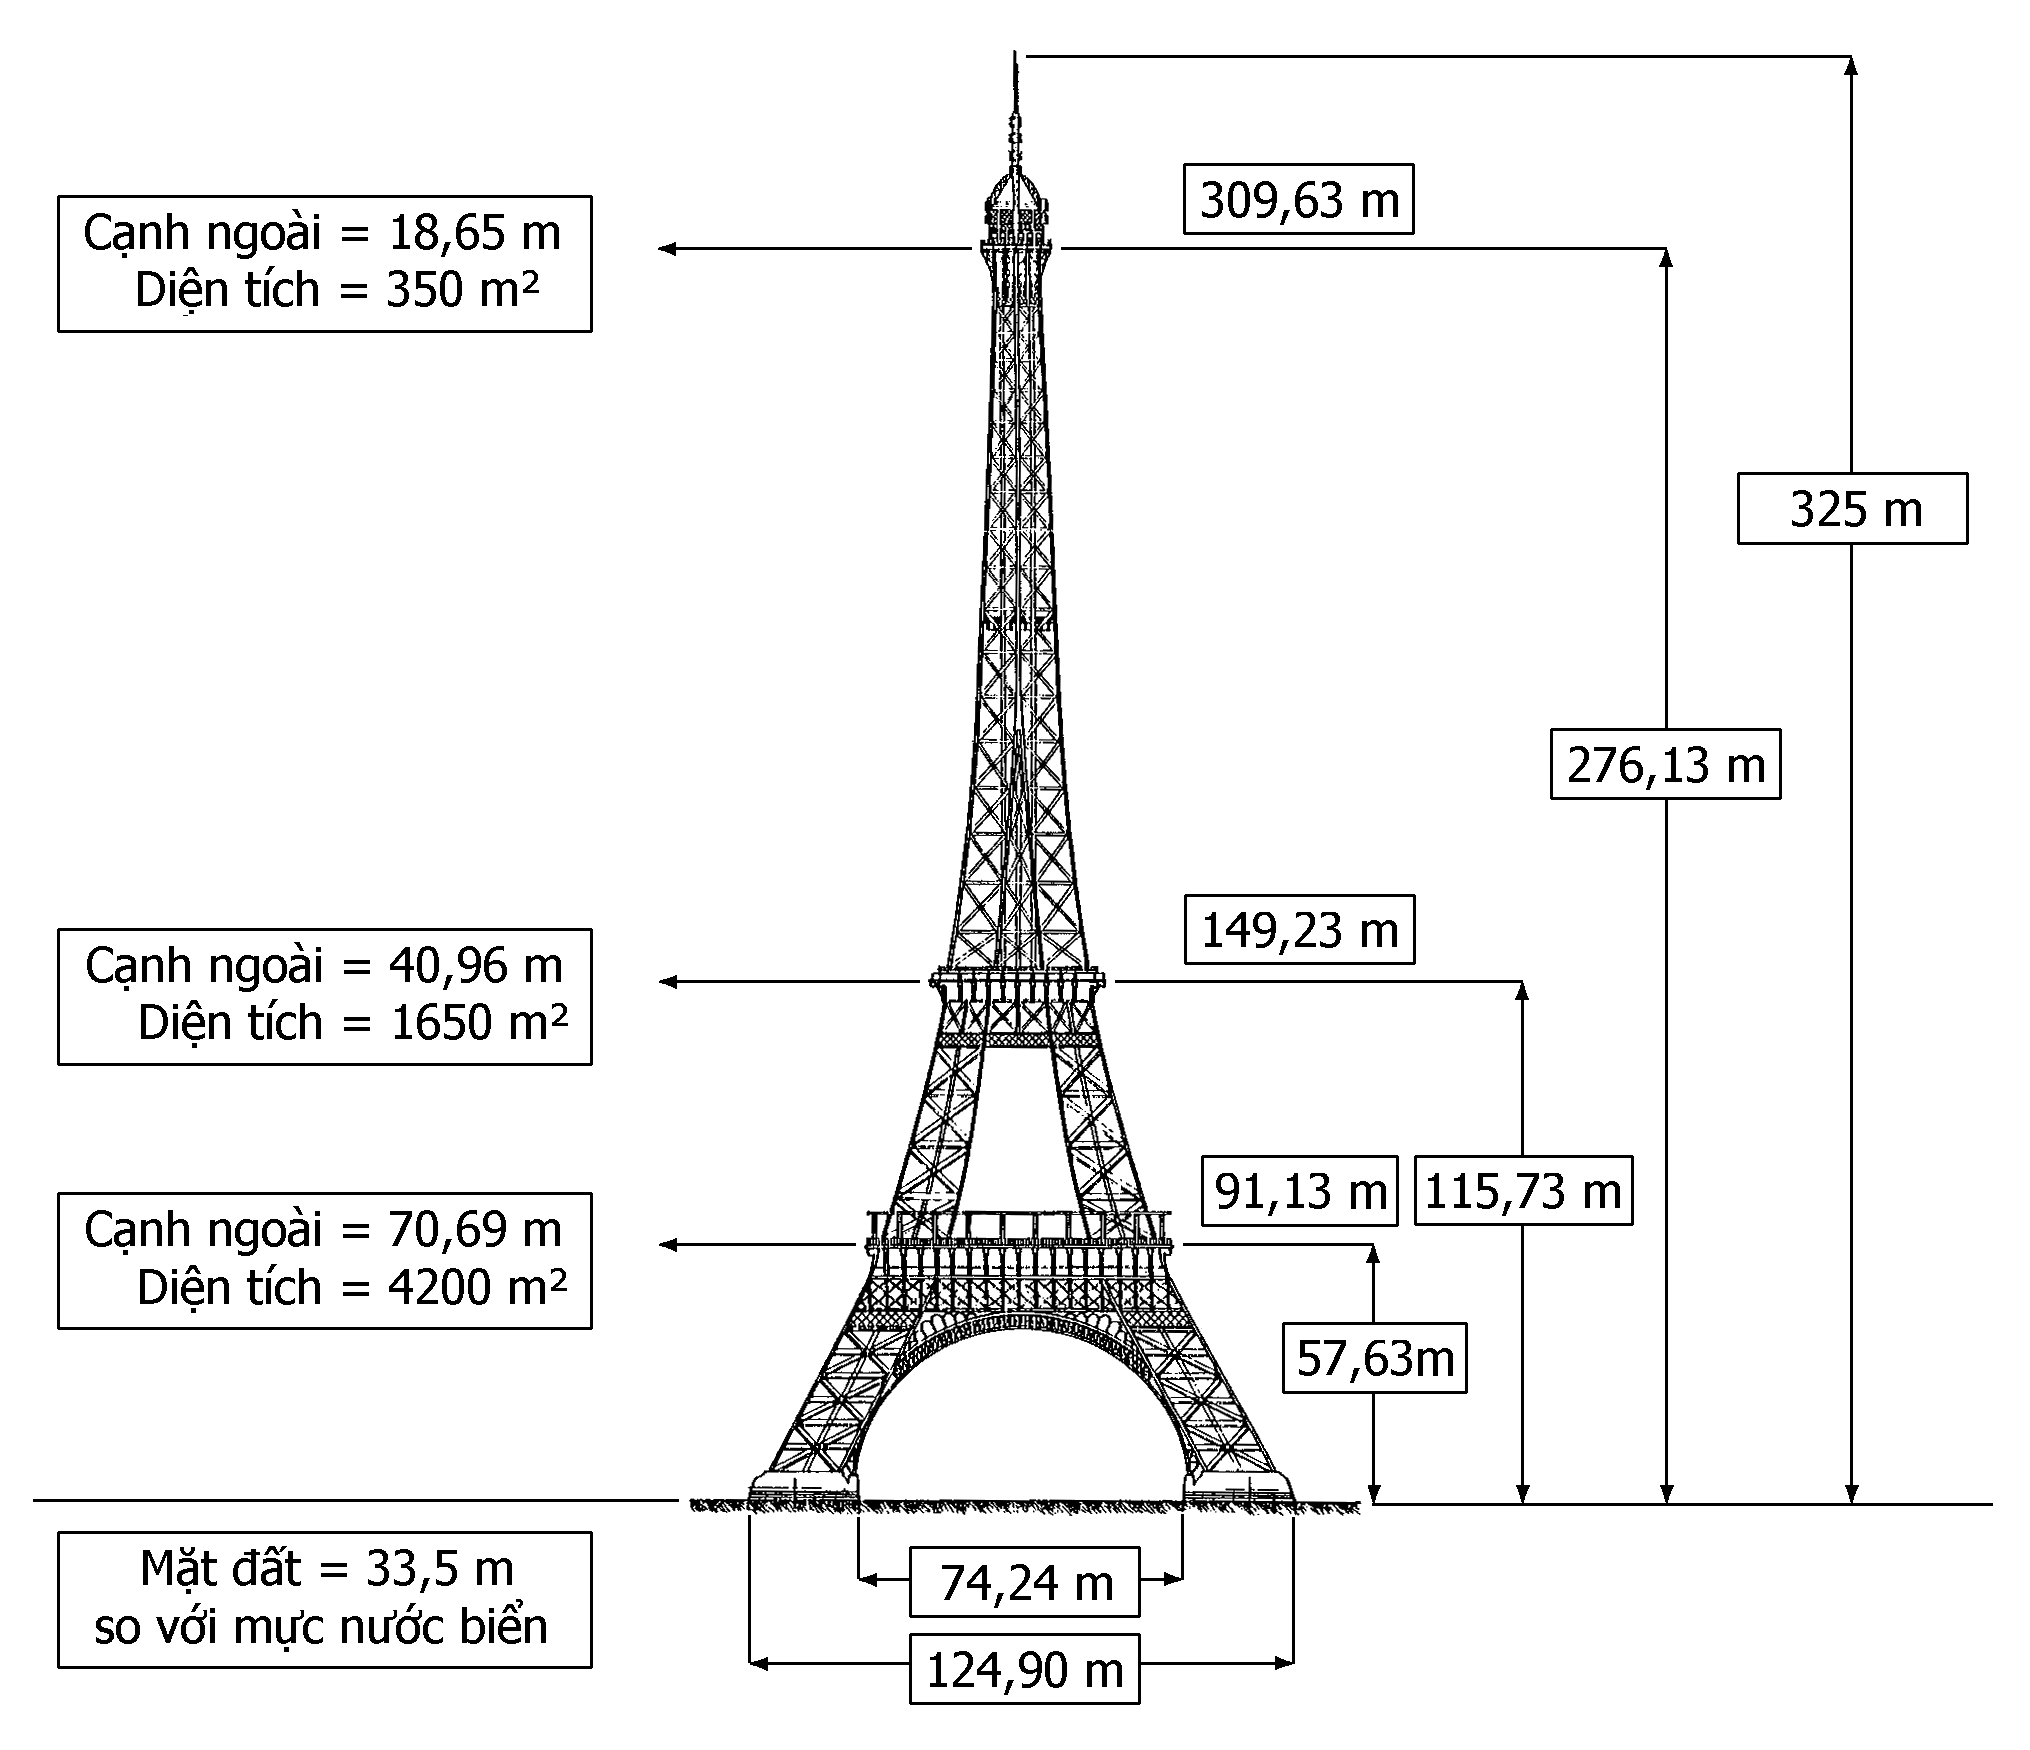 309,63 m
Cạnh ngoài = 18,65 m
Diện tích = 350 m²
325 m
276,13 m
149,23 m
Cạnh ngoài = 40,96 m
Diện tích = 1650 m²
91,13 m
115,73 m
Cạnh ngoài = 70,69 m
Diện tích = 4200 m²
57,63m
Mặt đất = 33,5 m
so với mực nước biển
74,24 m
124,90 m